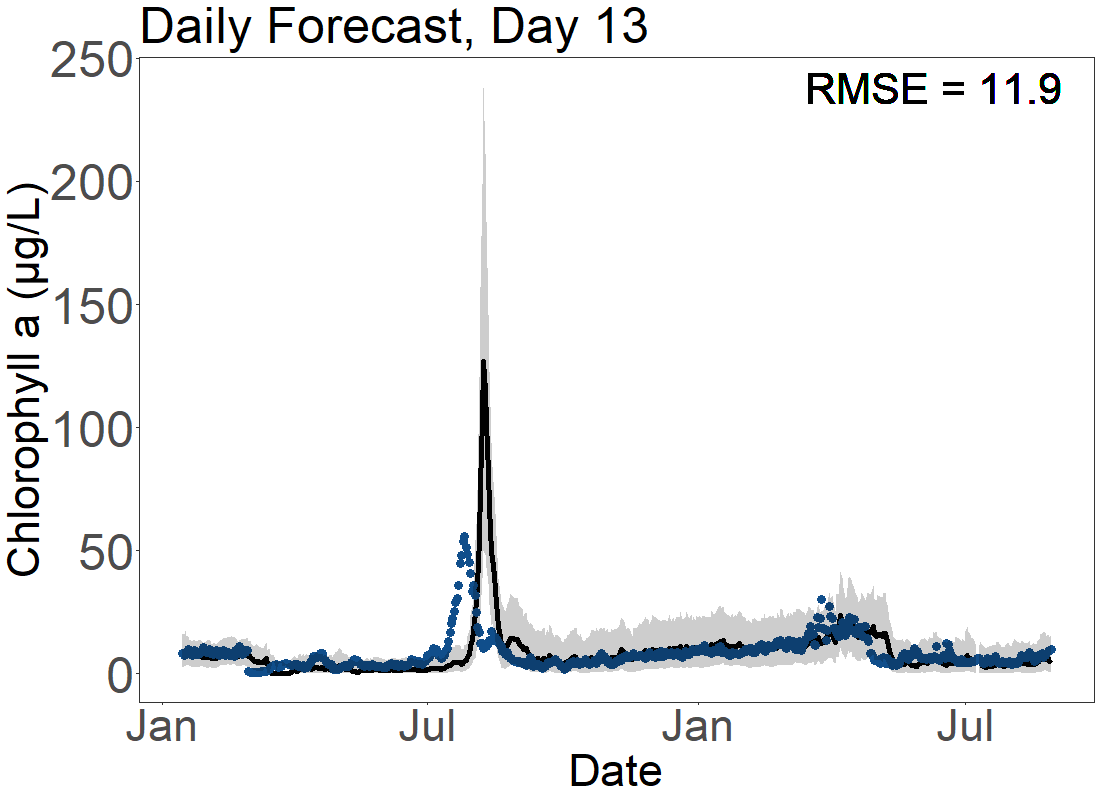 Daily Forecast, Day 13
RMSE = 11.9
250
200
150
100
50
0
Chlorophyll a (µg/L)
Jan
Jul
Jan
Jul
Date